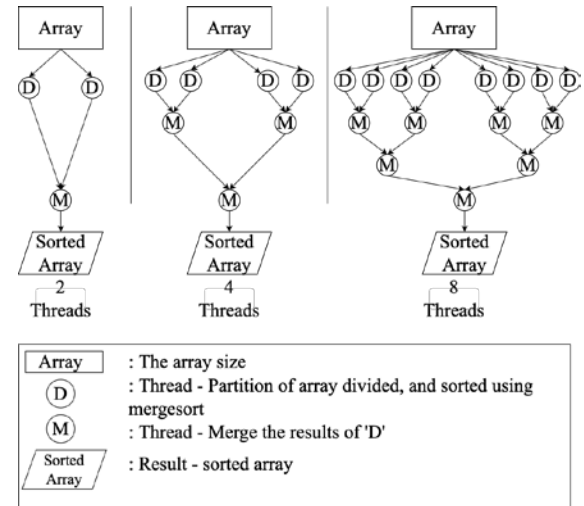 Array
Array
Array
D D
D D D D
D D D D D D D D
M M
M M M M
M M
M
M
M
Sorted
Array
Sorted
Array
Sorted
Array
2
Threads
4
Threads
8
Threads
Array : The array size
D : Thread - Partition of array divided, and sorted using
mergesort
M : Thread - Merge the results of 'D'
Sorted
Array : Result - sorted array